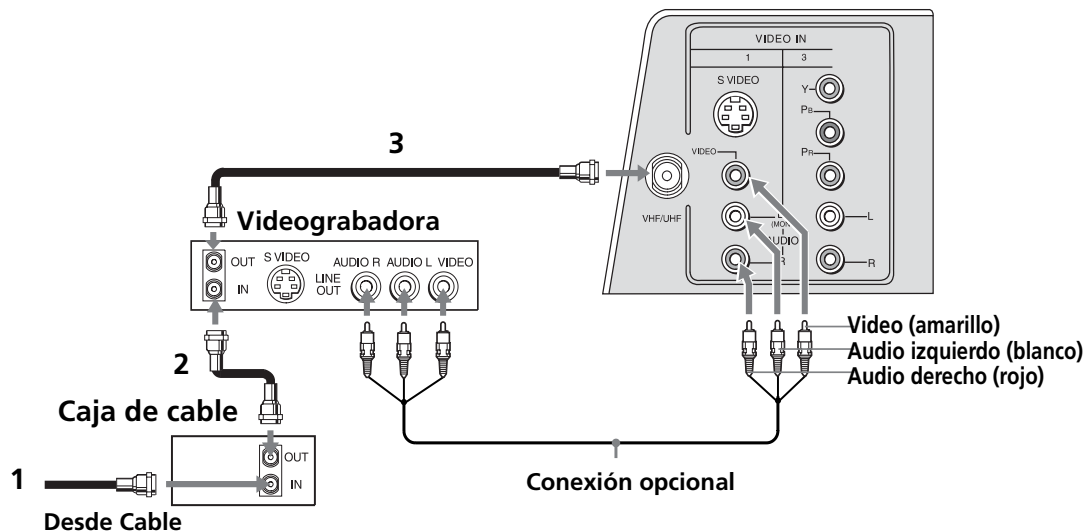 VIDEO IN
1
3
S VIDEO
Y
PB
PR
VIDEO
VHF/UHF
L
(MONO)
AUDIO
R
L
R
3
Videograbadora
OUT
IN
S VIDEO
LINE
OUT
AUDIO R
AUDIO L
VIDEO
Video (amarillo)
Audio izquierdo (blanco)
Audio derecho (rojo)
2
Caja de cable
OUT
IN
1
Desde Cable
Conexión opcional